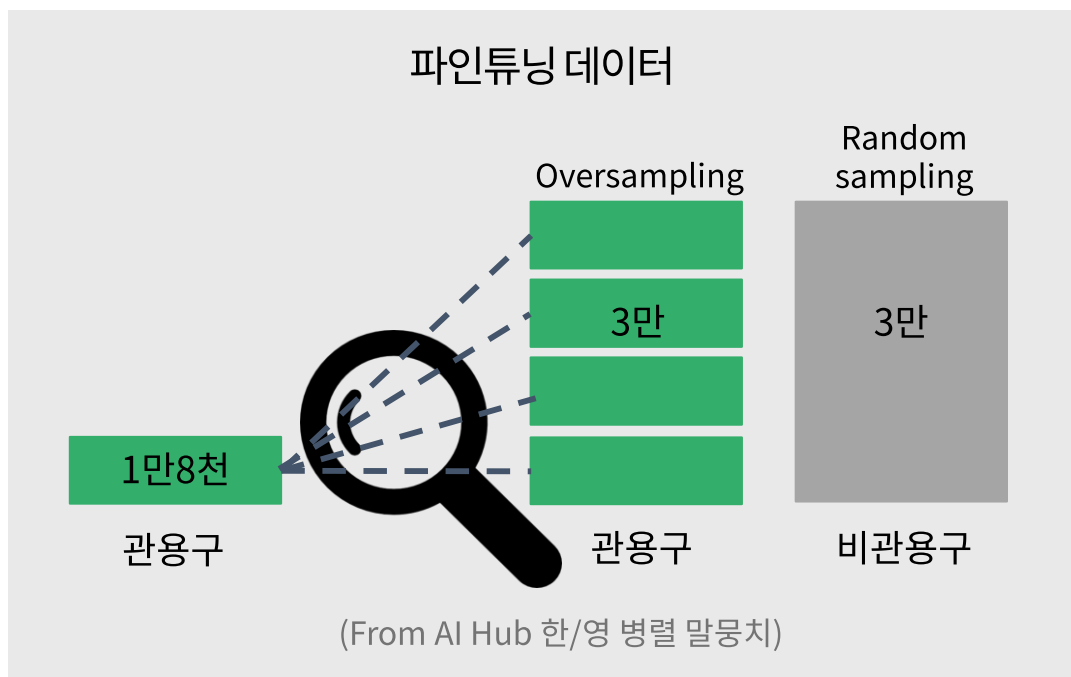 파인튜닝 데이터
Oversampling
Random
sampling
1만8천
3만
3만
관용구
관용구
비관용구
(From AI Hub 한/영 병렬 말뭉치)